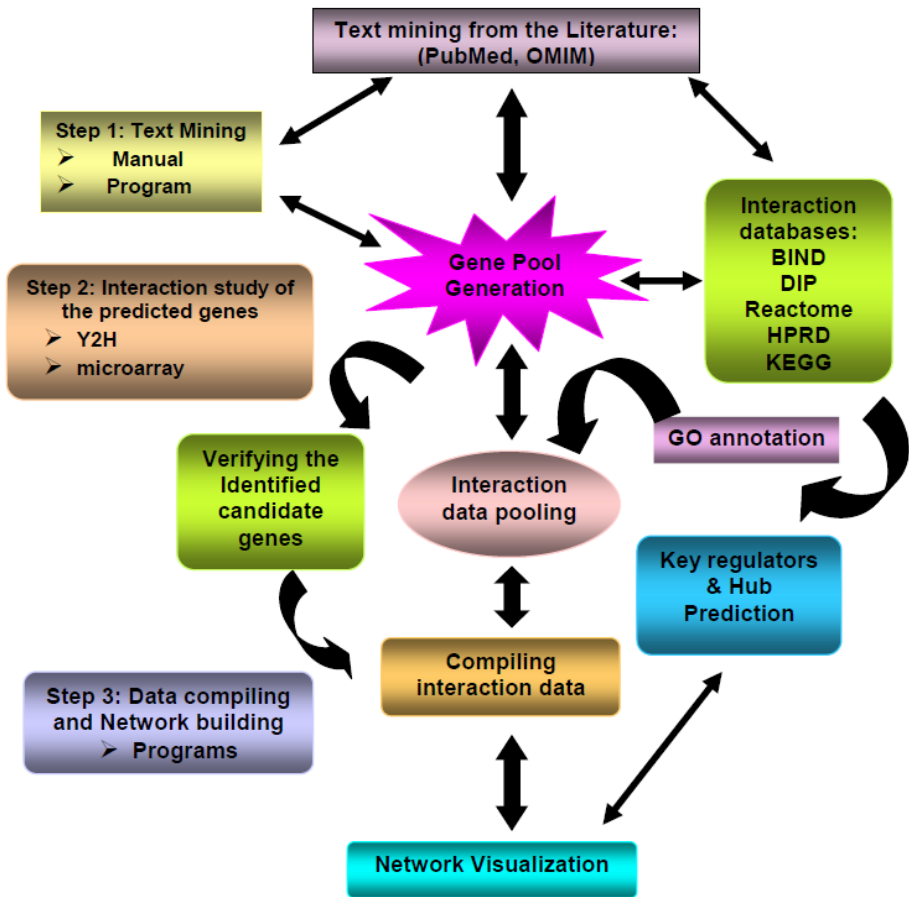 Text mining from the Literature:
(PubMed, OMIM)
Step 1: Text Mining
➢ Manual
➢ Program
Gene Pool
Generation
Interaction
databases:
BIND
DIP
Reactome
HPRD
KEGG
Step 2: Interaction study of
the predicted genes
➢ Y2H
➢ microarray
GO annotation
Verifying the
Identified
candidate
genes
Interaction
data pooling
Key regulators
& Hub
Prediction
Compiling
interaction data
Step 3: Data compiling
and Network building
➢ Programs
Network Visualization